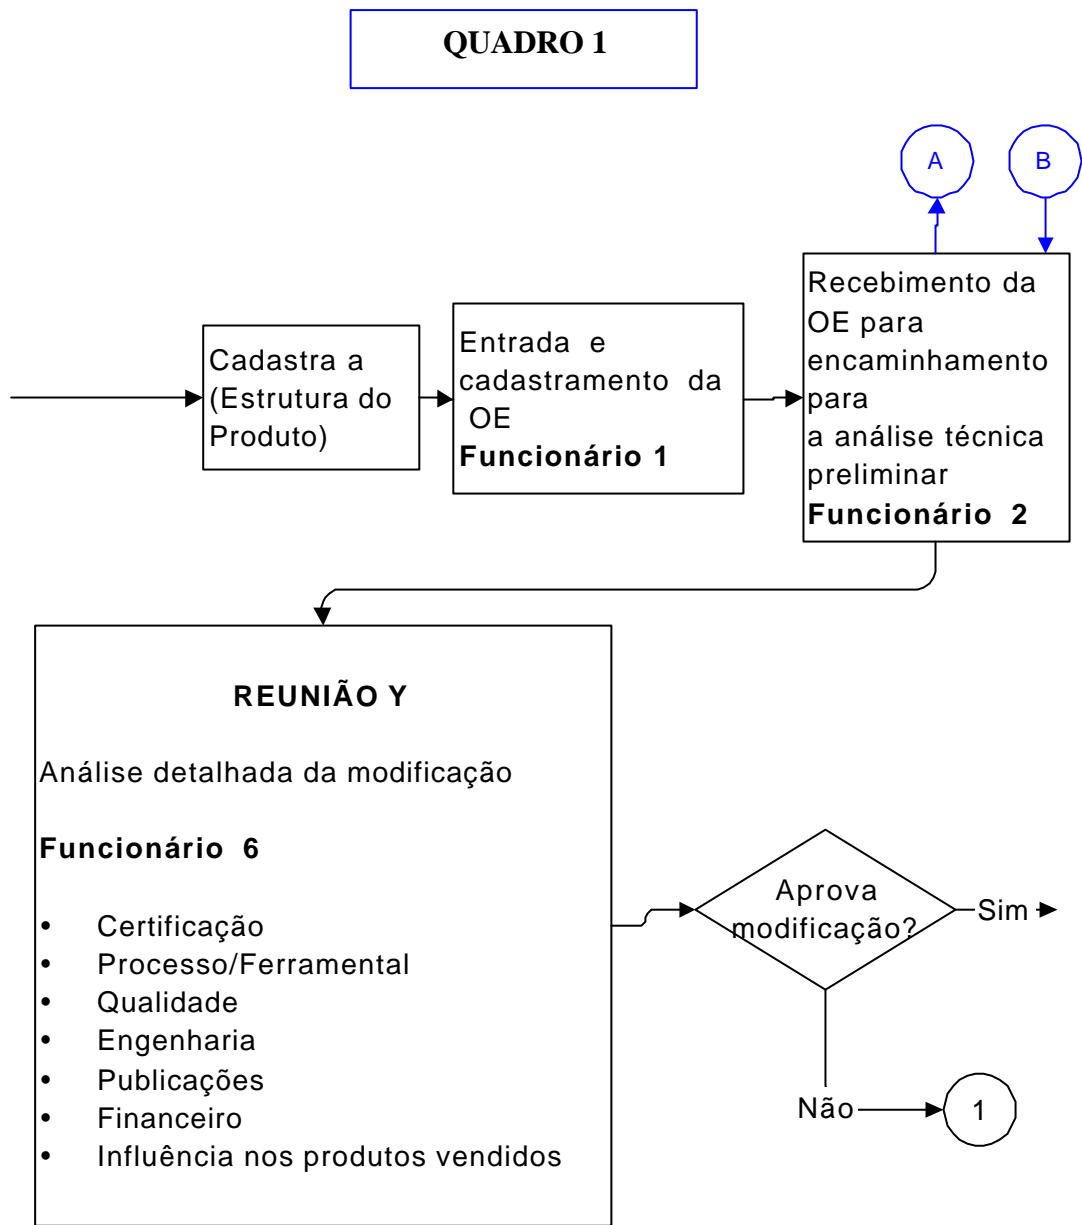 QUADRO 1
A
B
Cadastra a
(Estrutura do
Produto)
Entrada e
cadastramento da
OE
Funcionário 1
Recebimento da
OE para
encaminhamento
para
a análise técnica
preliminar
Funcionário 2
REUNIÃO Y
Análise detalhada da modificação
Funcionário 6
• Certificação
• Processo/Ferramental
• Qualidade
• Engenharia
• Publicações
• Financeiro
• Influência nos produtos vendidos
Aprova
modificação?
Sim
Não
1